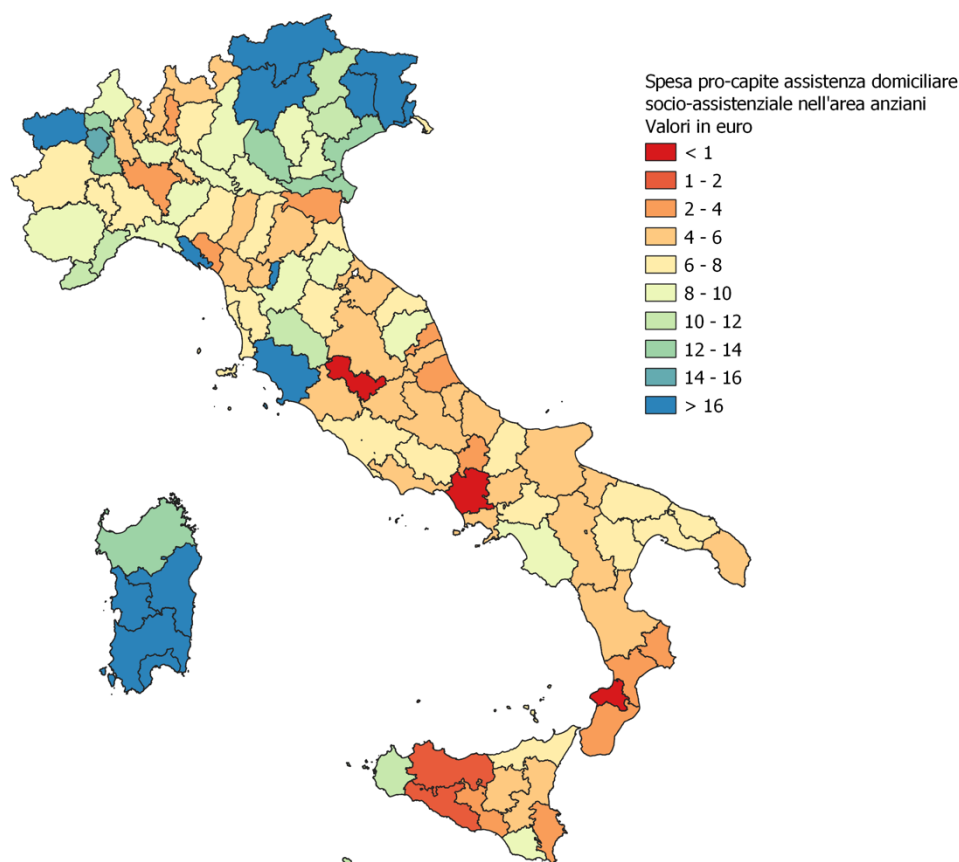 Spesa pro-capite assistenza domiciliare
socio-assistenziale nell'area anziani
Valori in euro
< 1
1 - 2
2 - 4
4 - 6
6 - 8
8 - 10
10 - 12
12 - 14
14 - 16
> 16